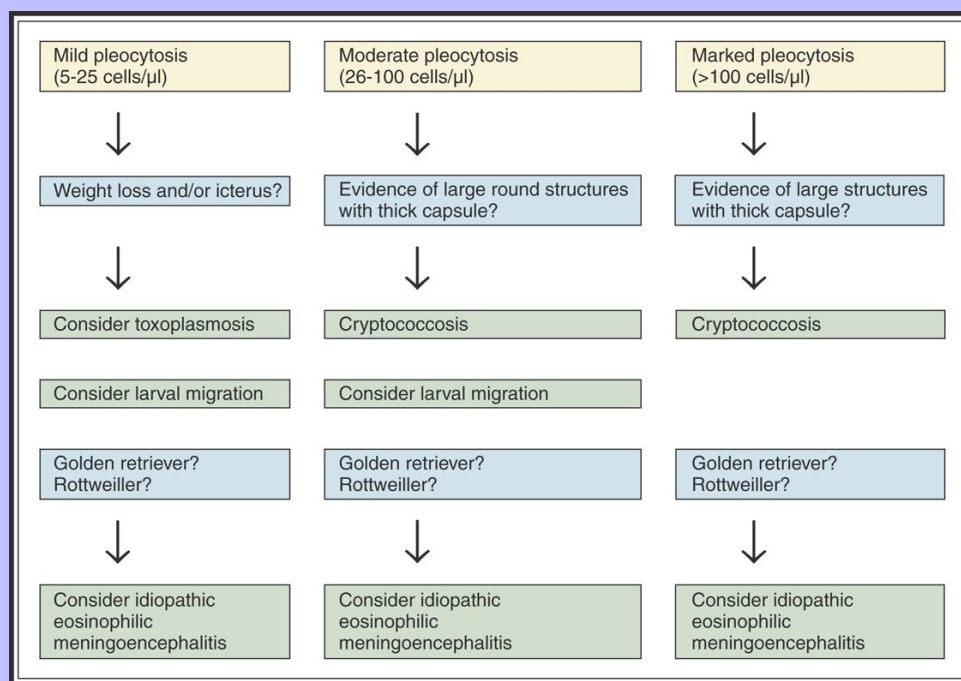 Mild pleocytosis
(5-25 cells/µl)
Moderate pleocytosis
(26-100 cells/µl)
Marked pleocytosis
(>100 cells/µl)
Weight loss and/or icterus?
Evidence of large round structures
with thick capsule?
Evidence of large structures
with thick capsule?
Consider toxoplasmosis
Cryptococcosis
Cryptococcosis
Consider larval migration
Consider larval migration
Golden retriever?
Rottweiller?
Golden retriever?
Rottweiller?
Golden retriever?
Rottweiller?
Consider idiopathic
eosinophilic
meningoencephalitis
Consider idiopathic
eosinophilic
meningoencephalitis
Consider idiopathic
eosinophilic
meningoencephalitis